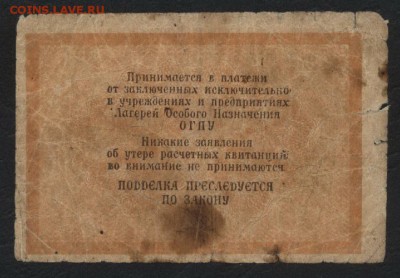 COINS.LAVE.RU
Принимается в платежи
от заключенных исключительно
в учреждениях и предприятиях
Лагерей Особого Назначения
ОГПУ
Никакие заявления
об утере расчетных квитанций
во внимание не принимаются.
ПОДДЕЛКА ПРЕСЛЕДУЕТСЯ
ПО ЗАКОНУ